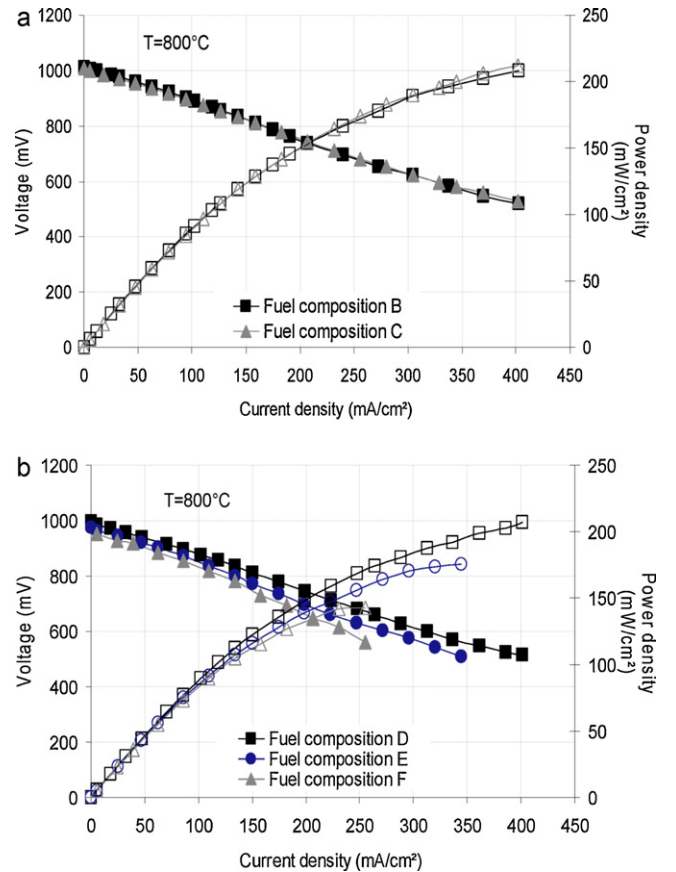 a
1200
1000
800
600
400
200
0
Voltage (mV)
T=800°C
250
200
150
100
50
0
Power density
(mW/cm²)
Fuel composition B
Fuel composition C
0 50 100 150 200 250 300 350 400 450
Current density (mA/cm²)
b
1200
1000
800
600
400
200
0
Voltage (mV)
T=800°C
250
200
150
100
50
0
Power density
(mW/cm²)
Fuel composition D
Fuel composition E
Fuel composition F
0 50 100 150 200 250 300 350 400 450
Current density (mA/cm²)